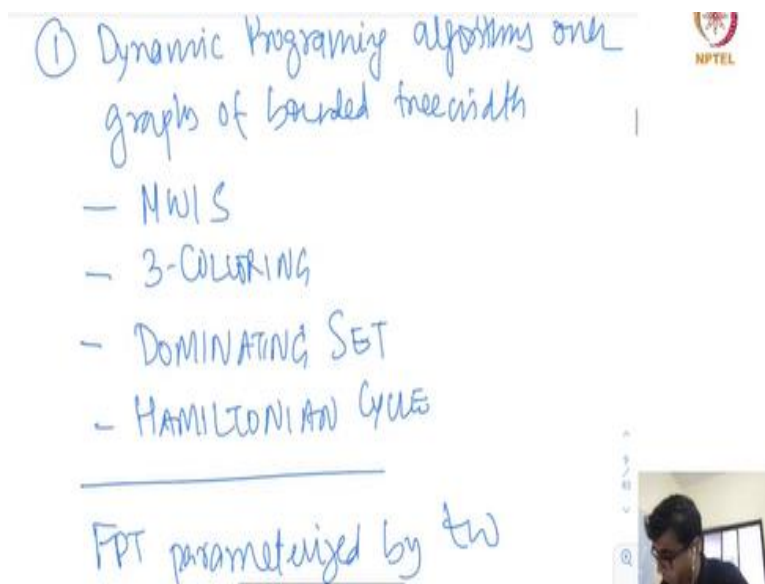 ① Dynamic Programing algorithms over
graphs of bounded treewidth
NPTEL
- MWIS
- 3-COLORING
- DOMINATING SET
- HAMILTONIAN CYCLE
FPT parameterized by tw